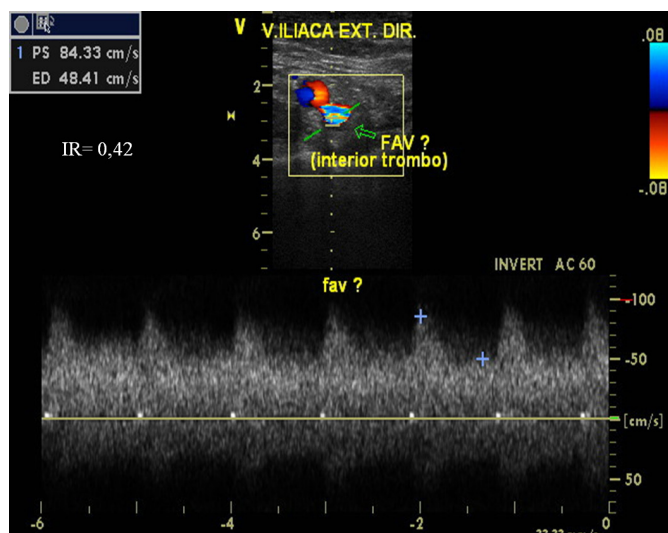 1 PS 84.33 cm/s
ED 48.41 cm/s
IR= 0,42
V
V.ILIACA EXT. DIR.
2
4
6
FAV ?
(interior trombo)
.08
-.08
INVERT AC 60
fav ?
-100
-50
[cm/s]
50
-6
-4
-2
0